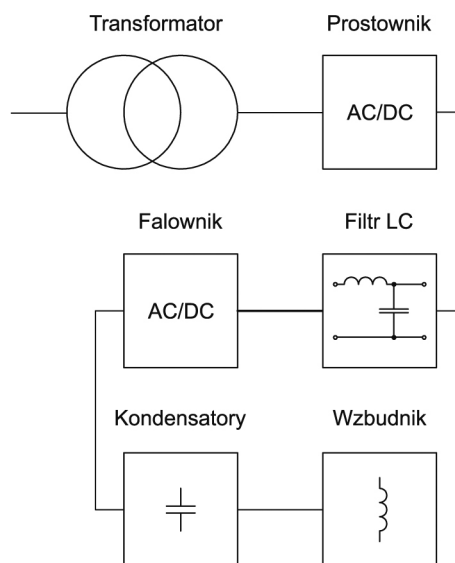 Transformator
Prostownik
AC/DC
Falownik
Filtr LC
AC/DC
Kondensatory
Wzbudnik